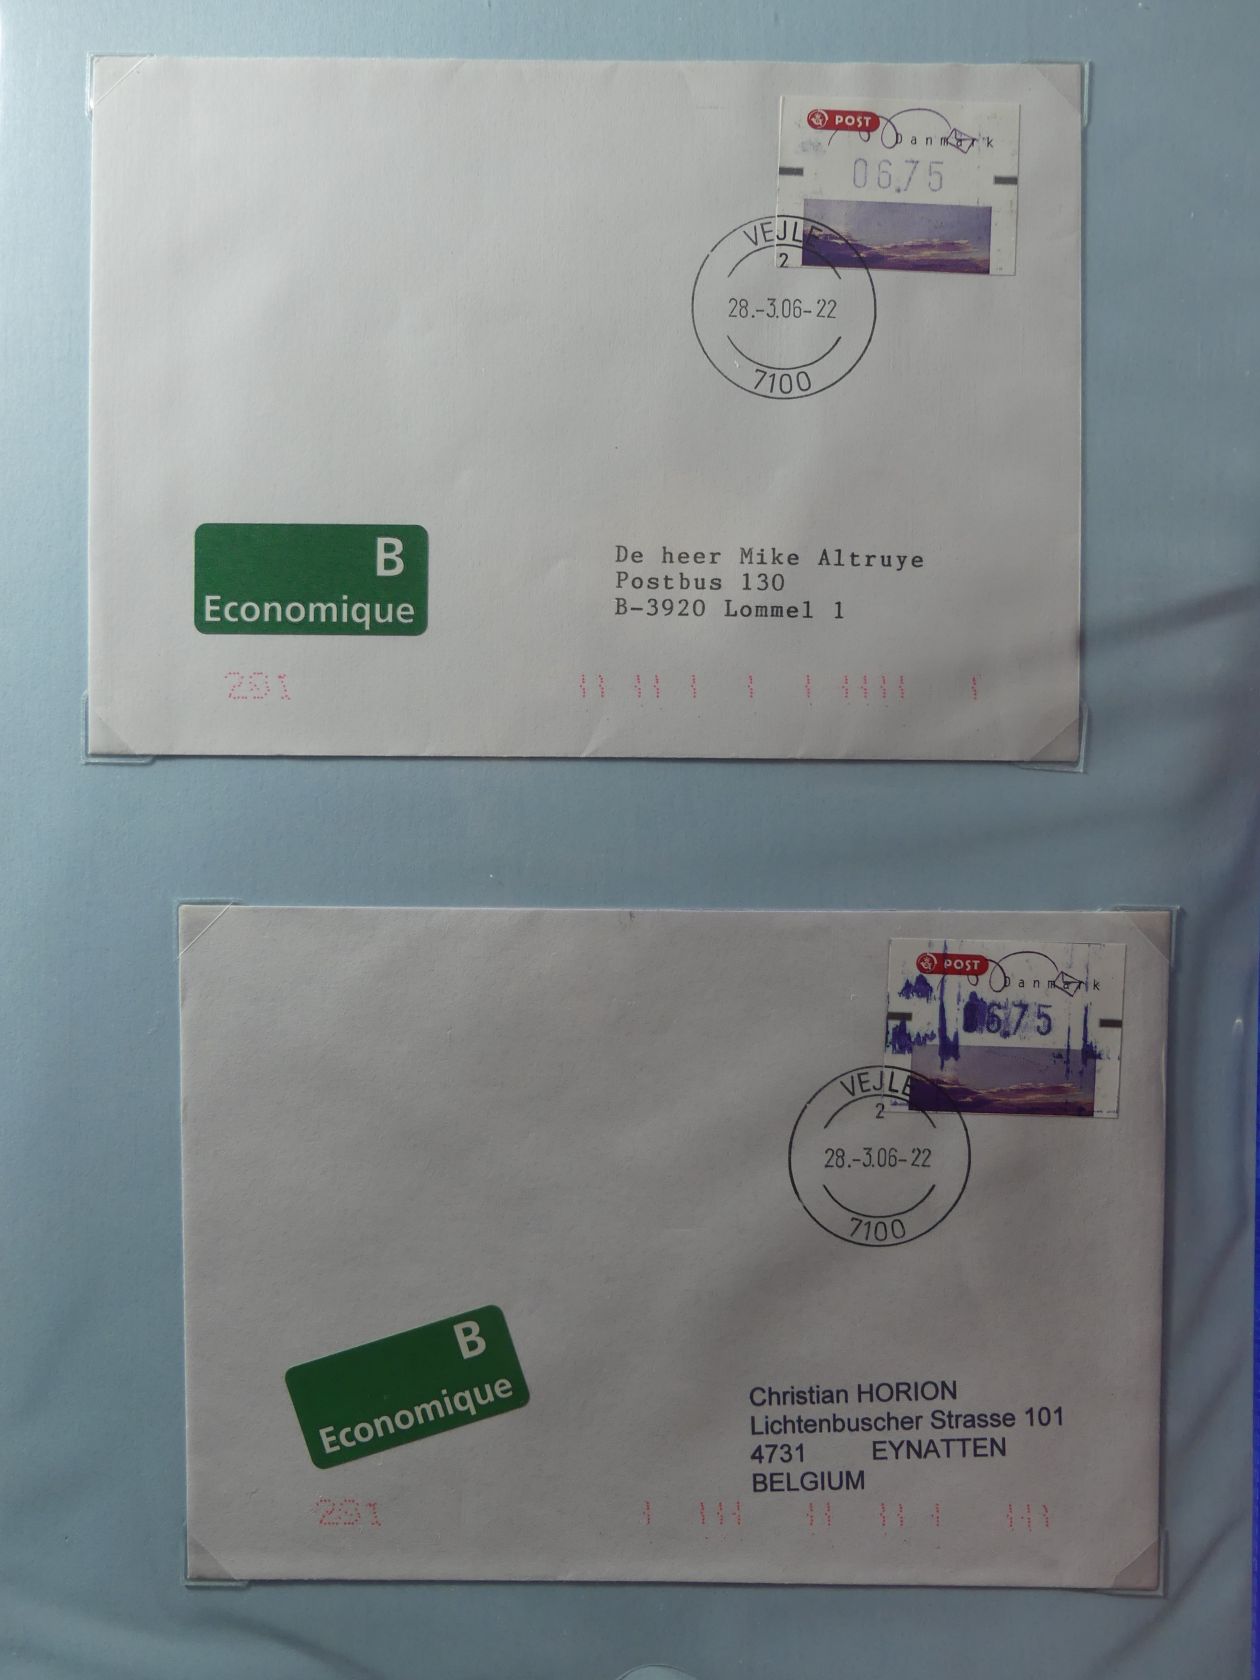 POST
Danmark
06.75
VEJLE
2
28.-3.06-22
7100
B
Economique
De heer Mike Altruye
Postbus 130
B-3920 Lommel 1
201
POST
Danmark
06.75
VEJLE
2
28.-3.06-22
7100
B
Economique
Christian HORION
Lichtenbuscher Strasse 101
4731 EYNATTEN
BELGIUM
201